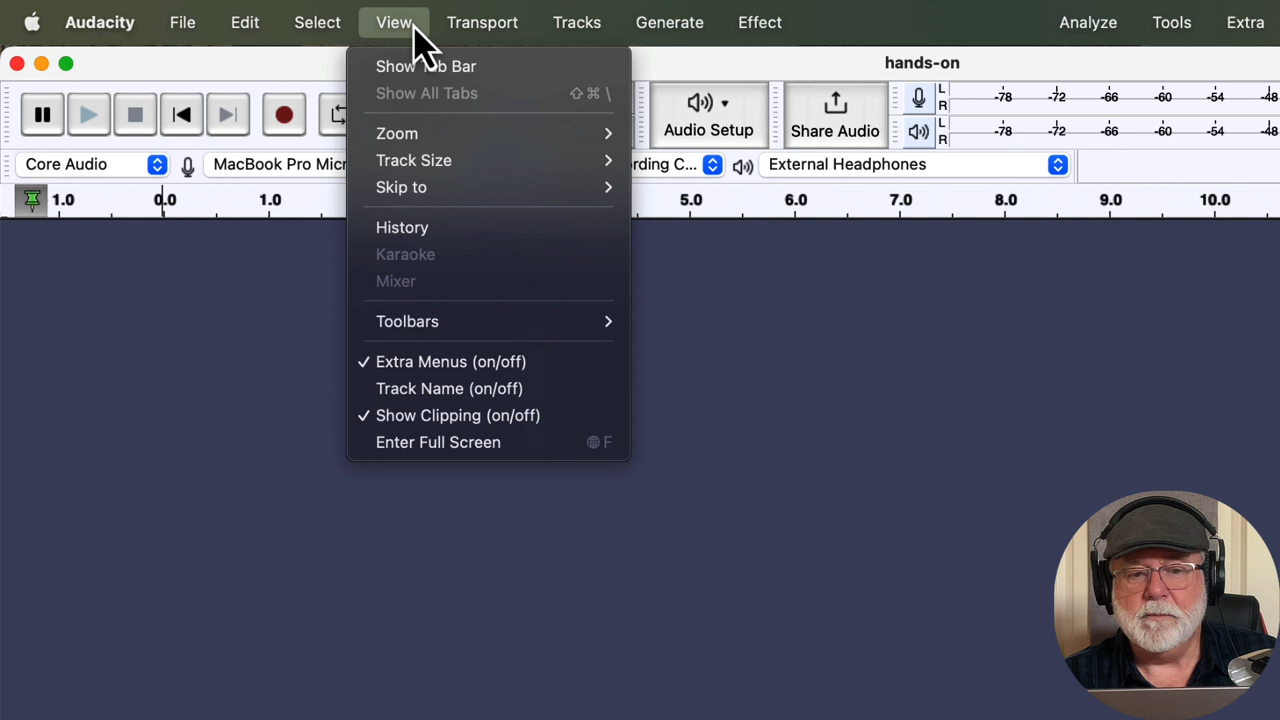 Audacity File Edit Select View Transport Tracks Generate Effect Analyze Tools Extra
hands-on
Show Tab Bar
Show All Tabs ⇧⌘\
Zoom
Track Size
Skip to
History
Karaoke
Mixer
Toolbars
✓ Extra Menus (on/off)
Track Name (on/off)
✓ Show Clipping (on/off)
Enter Full Screen F
Audio Setup
Share Audio
L -78 -72 -66 -60 -54 -48
R
L -78 -72 -66 -60 -54 -48
R
Core Audio MacBook Pro Micr rding C... External Headphones
1.0 0.0 1.0 5.0 6.0 7.0 8.0 9.0 10.0